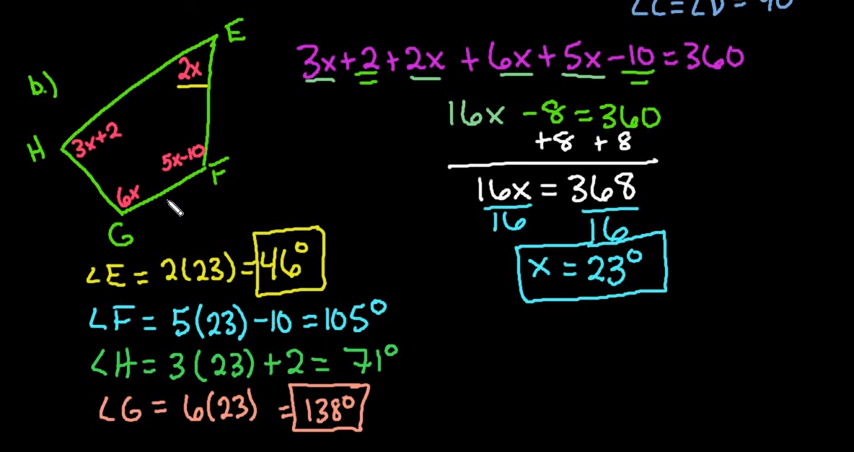 ∠C = ∠D = 90
b.)
E
2x
H
3x+2
5x-10
F
6x
G
3x+2+2x+6x+5x-10=360
16x -8=360
+8 +8
16x = 368
16 16
x = 23°
∠E = 2(23)=46°
∠F = 5(23)-10=105°
∠H = 3(23)+2= 71°
∠G = 6(23) =138°